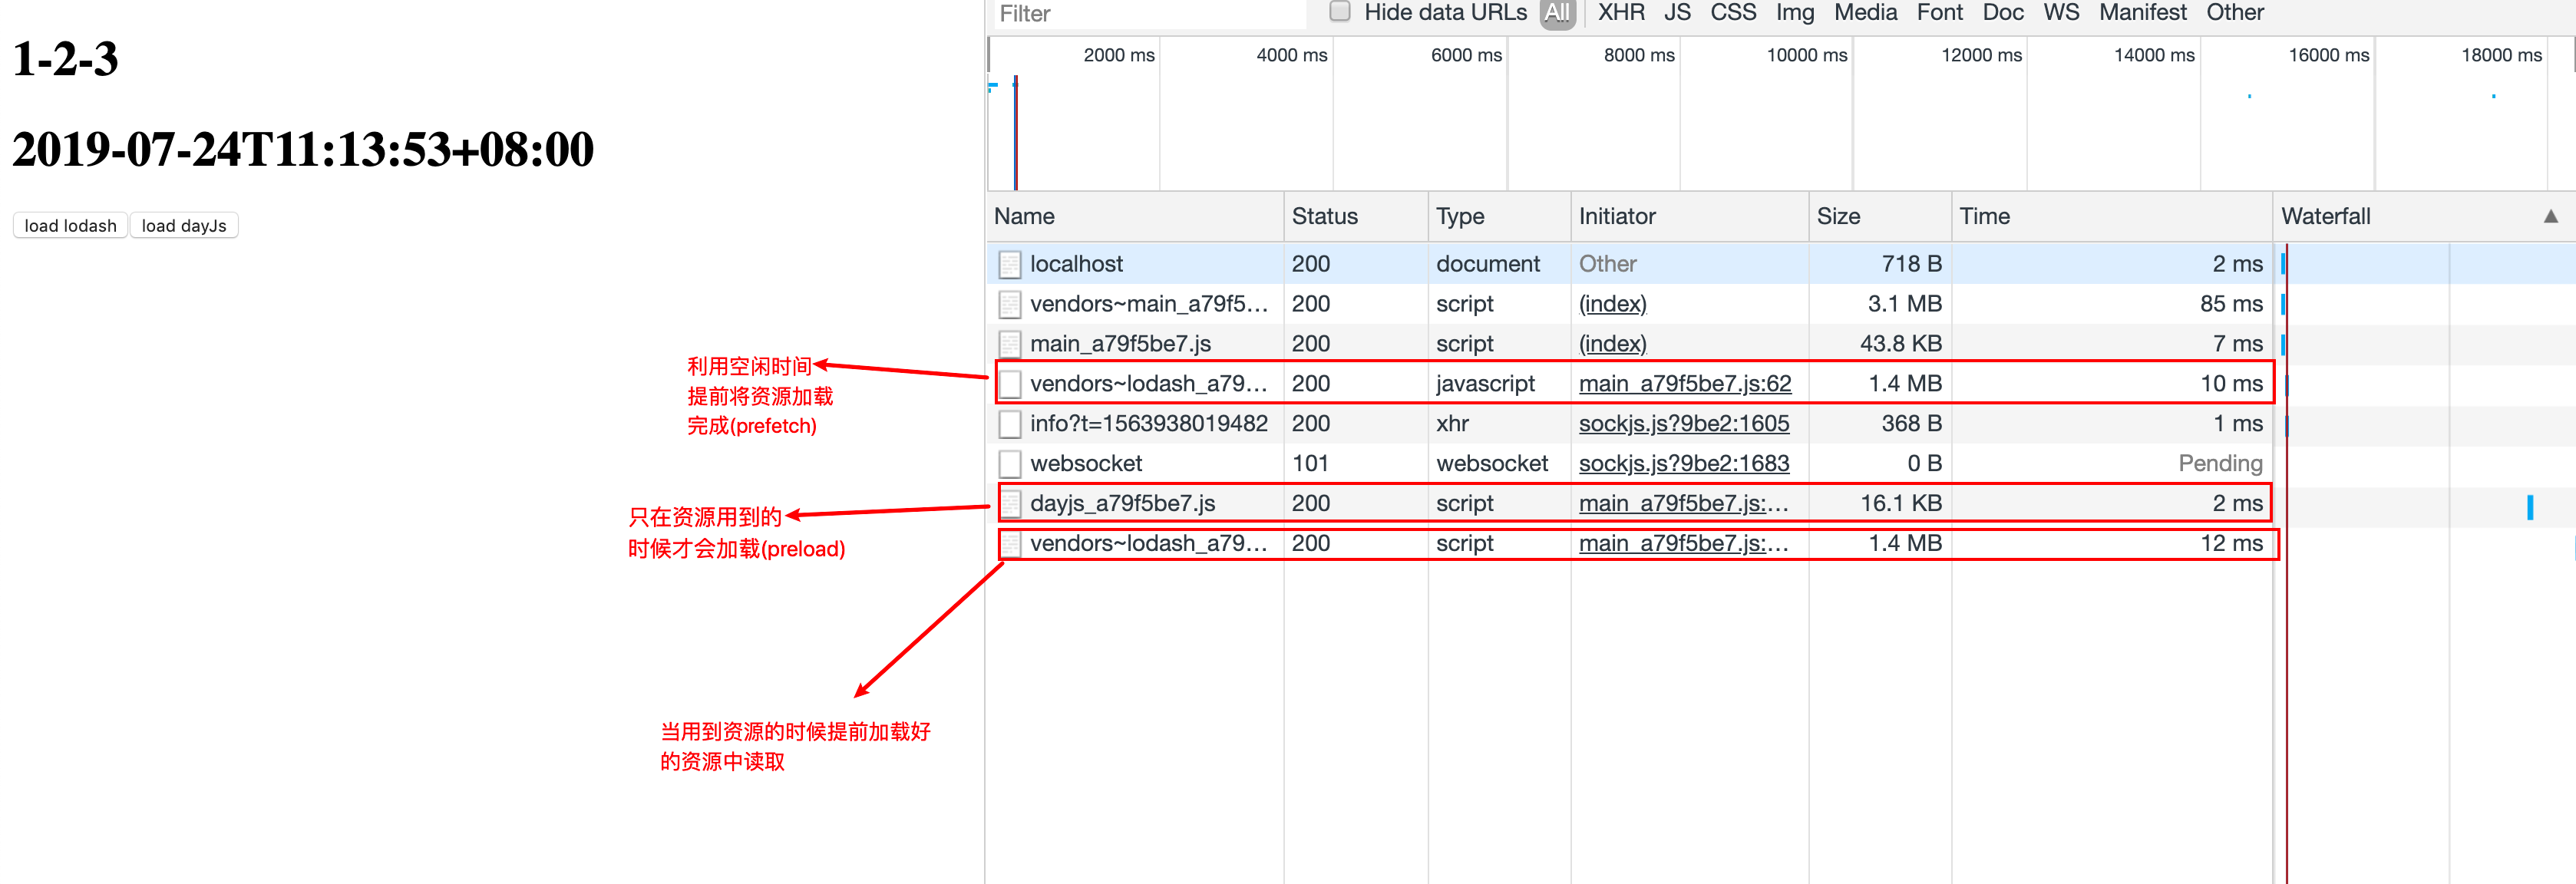 1-2-3
2019-07-24T11:13:53+08:00
load lodash load dayJs
利用空闲时间
提前将资源加载
完成(prefetch)
只在资源用到的
时候才会加载(preload)
当用到资源的时候提前加载好
的资源中读取
Filter Hide data URLs All XHR JS CSS Img Media Font Doc WS Manifest Other
2000 ms 4000 ms 6000 ms 8000 ms 10000 ms 12000 ms 14000 ms 16000 ms 18000 ms
Name Status Type Initiator Size Time Waterfall ▲
localhost 200 document Other 718 B 2 ms
vendors~main_a79f5... 200 script (index) 3.1 MB 85 ms
main_a79f5be7.js 200 script (index) 43.8 KB 7 ms
vendors~lodash_a79... 200 javascript main_a79f5be7.js:62 1.4 MB 10 ms
info?t=1563938019482 200 xhr sockjs.js?9be2:1605 368 B 1 ms
websocket 101 websocket sockjs.js?9be2:1683 0 B Pending
dayjs_a79f5be7.js 200 script main_a79f5be7.js:... 16.1 KB 2 ms
vendors~lodash_a79... 200 script main_a79f5be7.js:... 1.4 MB 12 ms